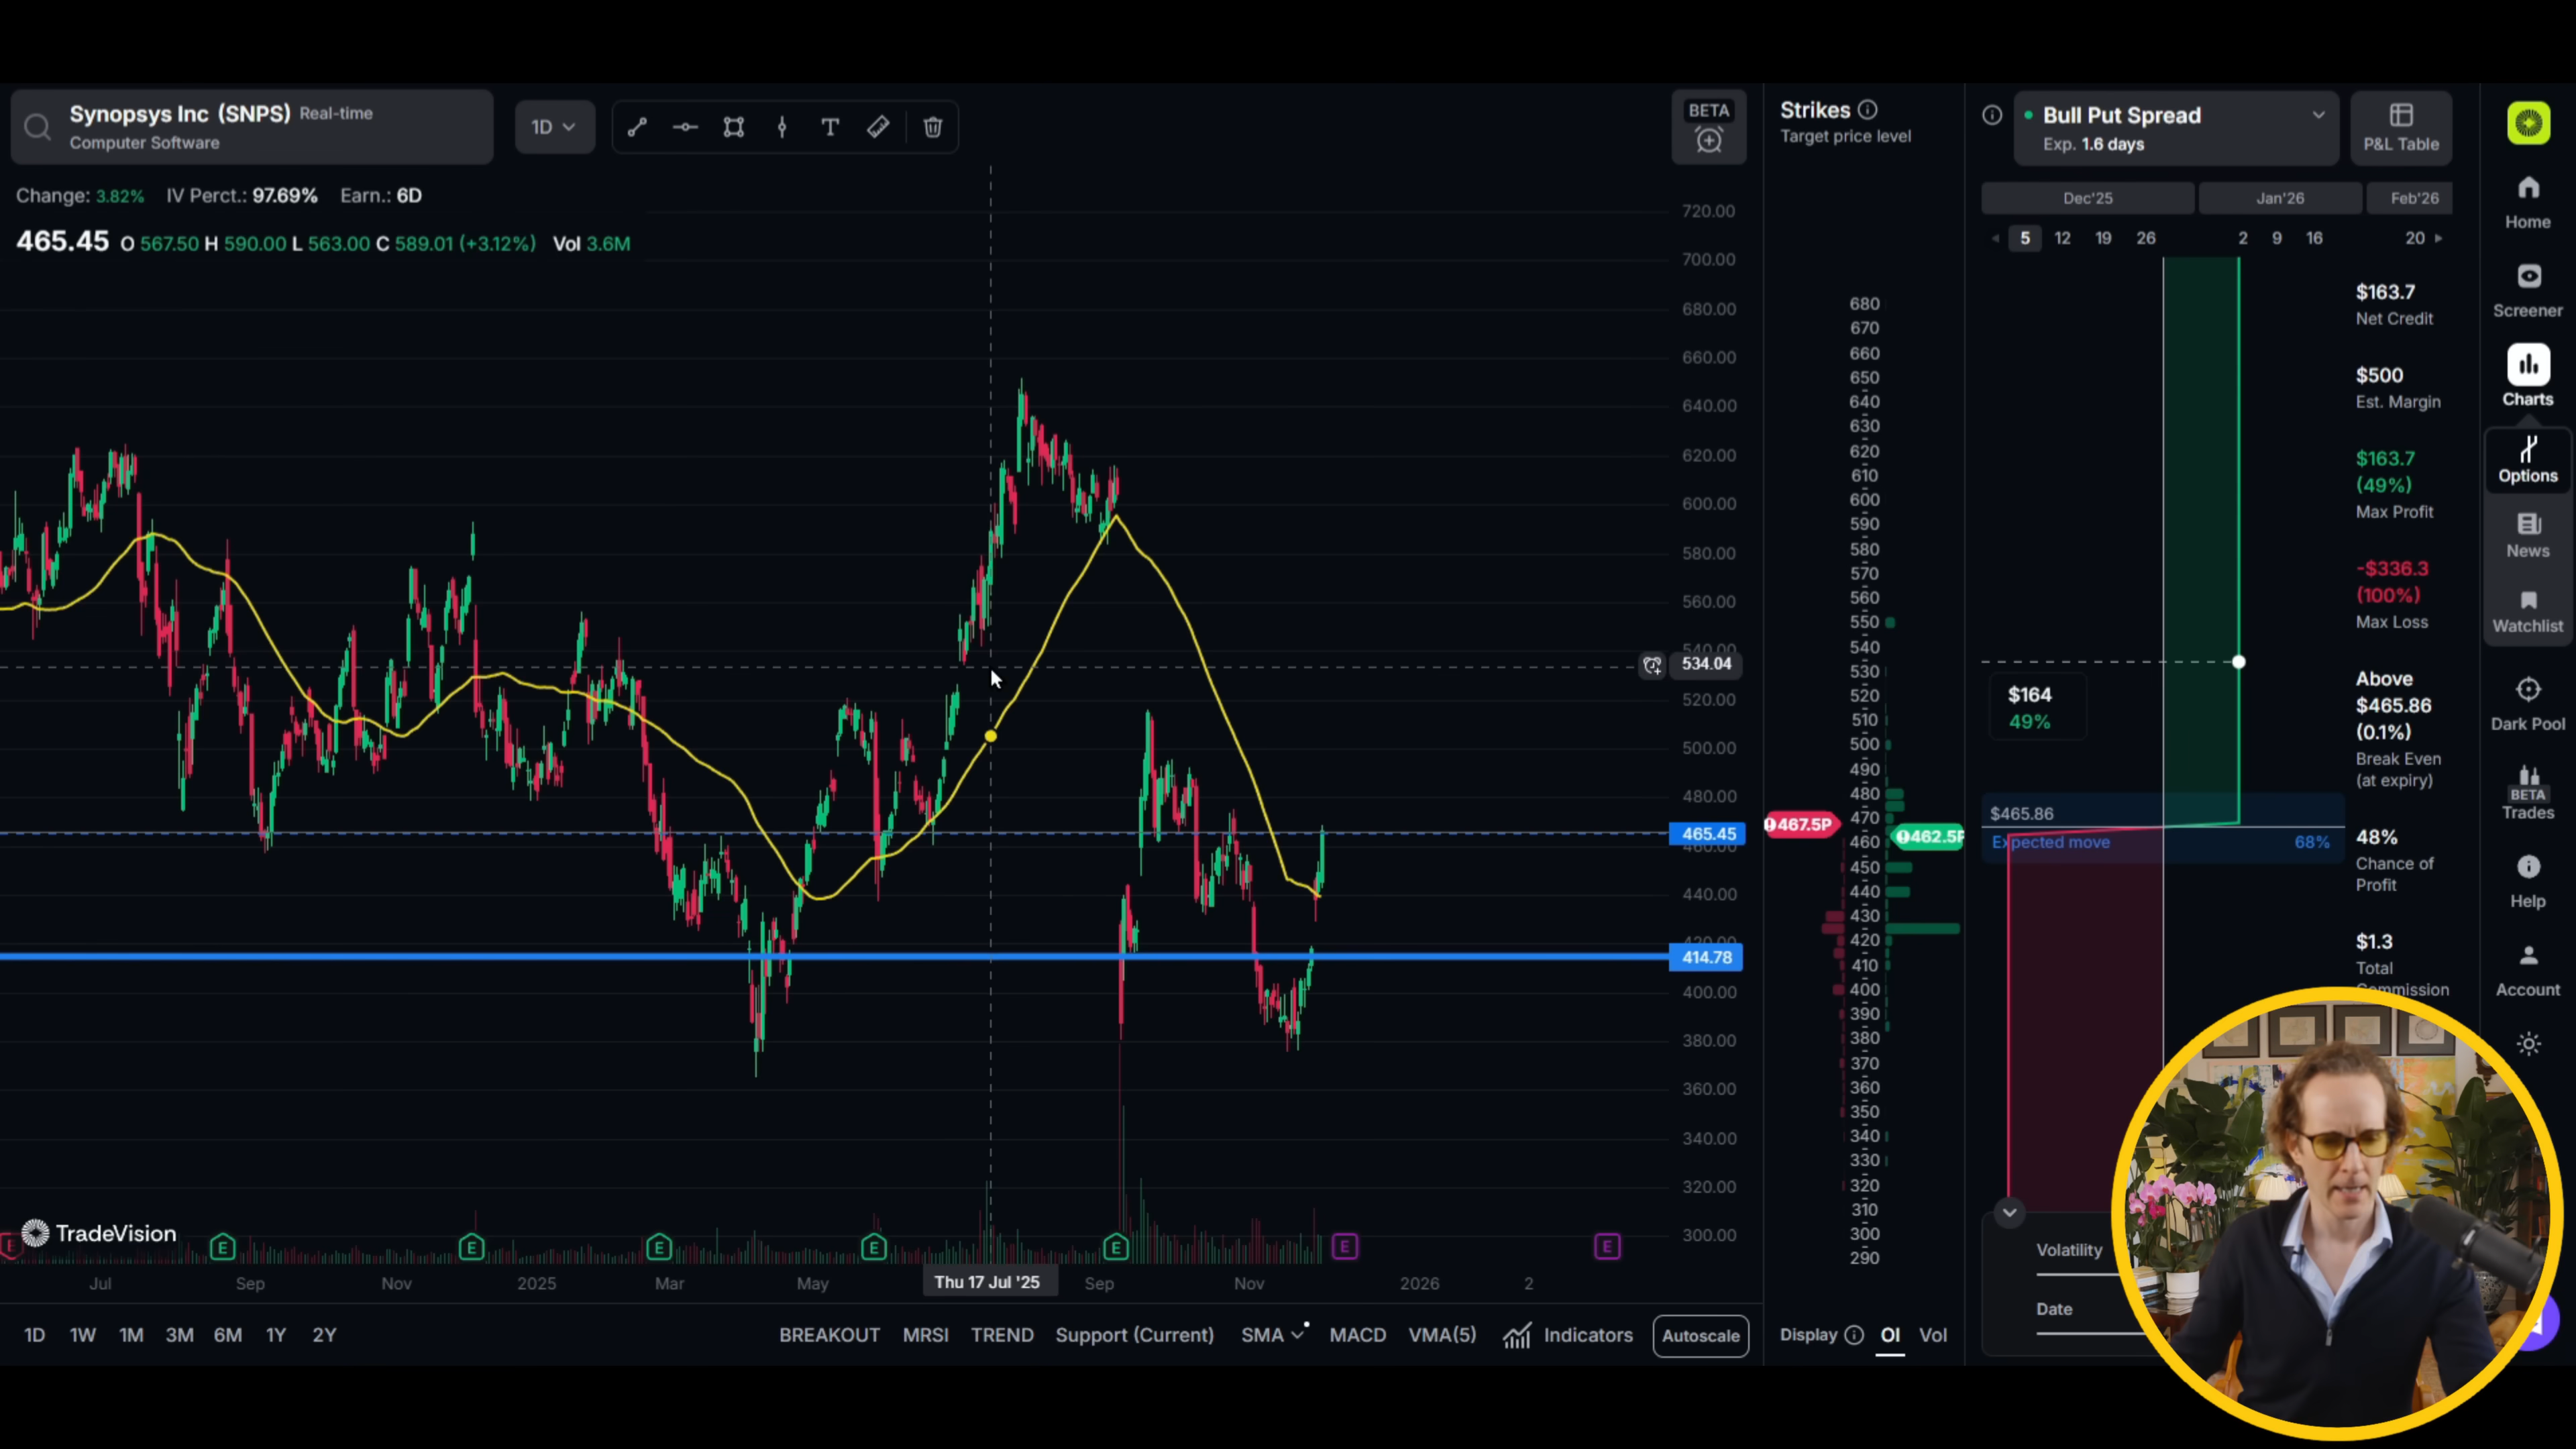 Synopsys Inc (SNPS) Real-time
Computer Software
1D
BETA
Change: 3.82% IV Perct.: 97.69% Earn.: 6D
465.45 O 567.50 H 590.00 L 563.00 C 589.01 (+3.12%) Vol 3.6M
720.00
700.00
680.00
660.00
640.00
620.00
600.00
580.00
560.00
540.00
534.04
520.00
500.00
480.00
465.45
460.00
440.00
420.00
414.78
400.00
380.00
360.00
340.00
320.00
300.00
TradeVision
E E E E E E E E
Jul Sep Nov 2025 Mar May Thu 17 Jul '25 Sep Nov 2026 2
1D 1W 1M 3M 6M 1Y 2Y
BREAKOUT MRSI TREND Support (Current) SMA MACD VMA(5) Indicators Autoscale
Strikes
Target price level
680
670
660
650
640
630
620
610
600
590
580
570
560
550
540
530
520
510
500
490
480
467.5P 470
460 462.5P
450
440
430
420
410
400
390
380
370
360
350
340
330
320
310
300
290
Display OI Vol
Bull Put Spread
Exp. 1.6 days
P&L Table
Dec'25 Jan'26 Feb'26
5 12 19 26 2 9 16 20
$163.7
Net Credit
$500
Est. Margin
$163.7
(49%)
Max Profit
-$336.3
(100%)
Max Loss
Above
$465.86
(0.1%)
Break Even
(at expiry)
48%
Chance of
Profit
$1.3
Total
Commission
$164
49%
$465.86
Expected move 68%
Volatility
Date
Home
Screener
Charts
Options
News
Watchlist
Dark Pool
BETA
Trades
Help
Account